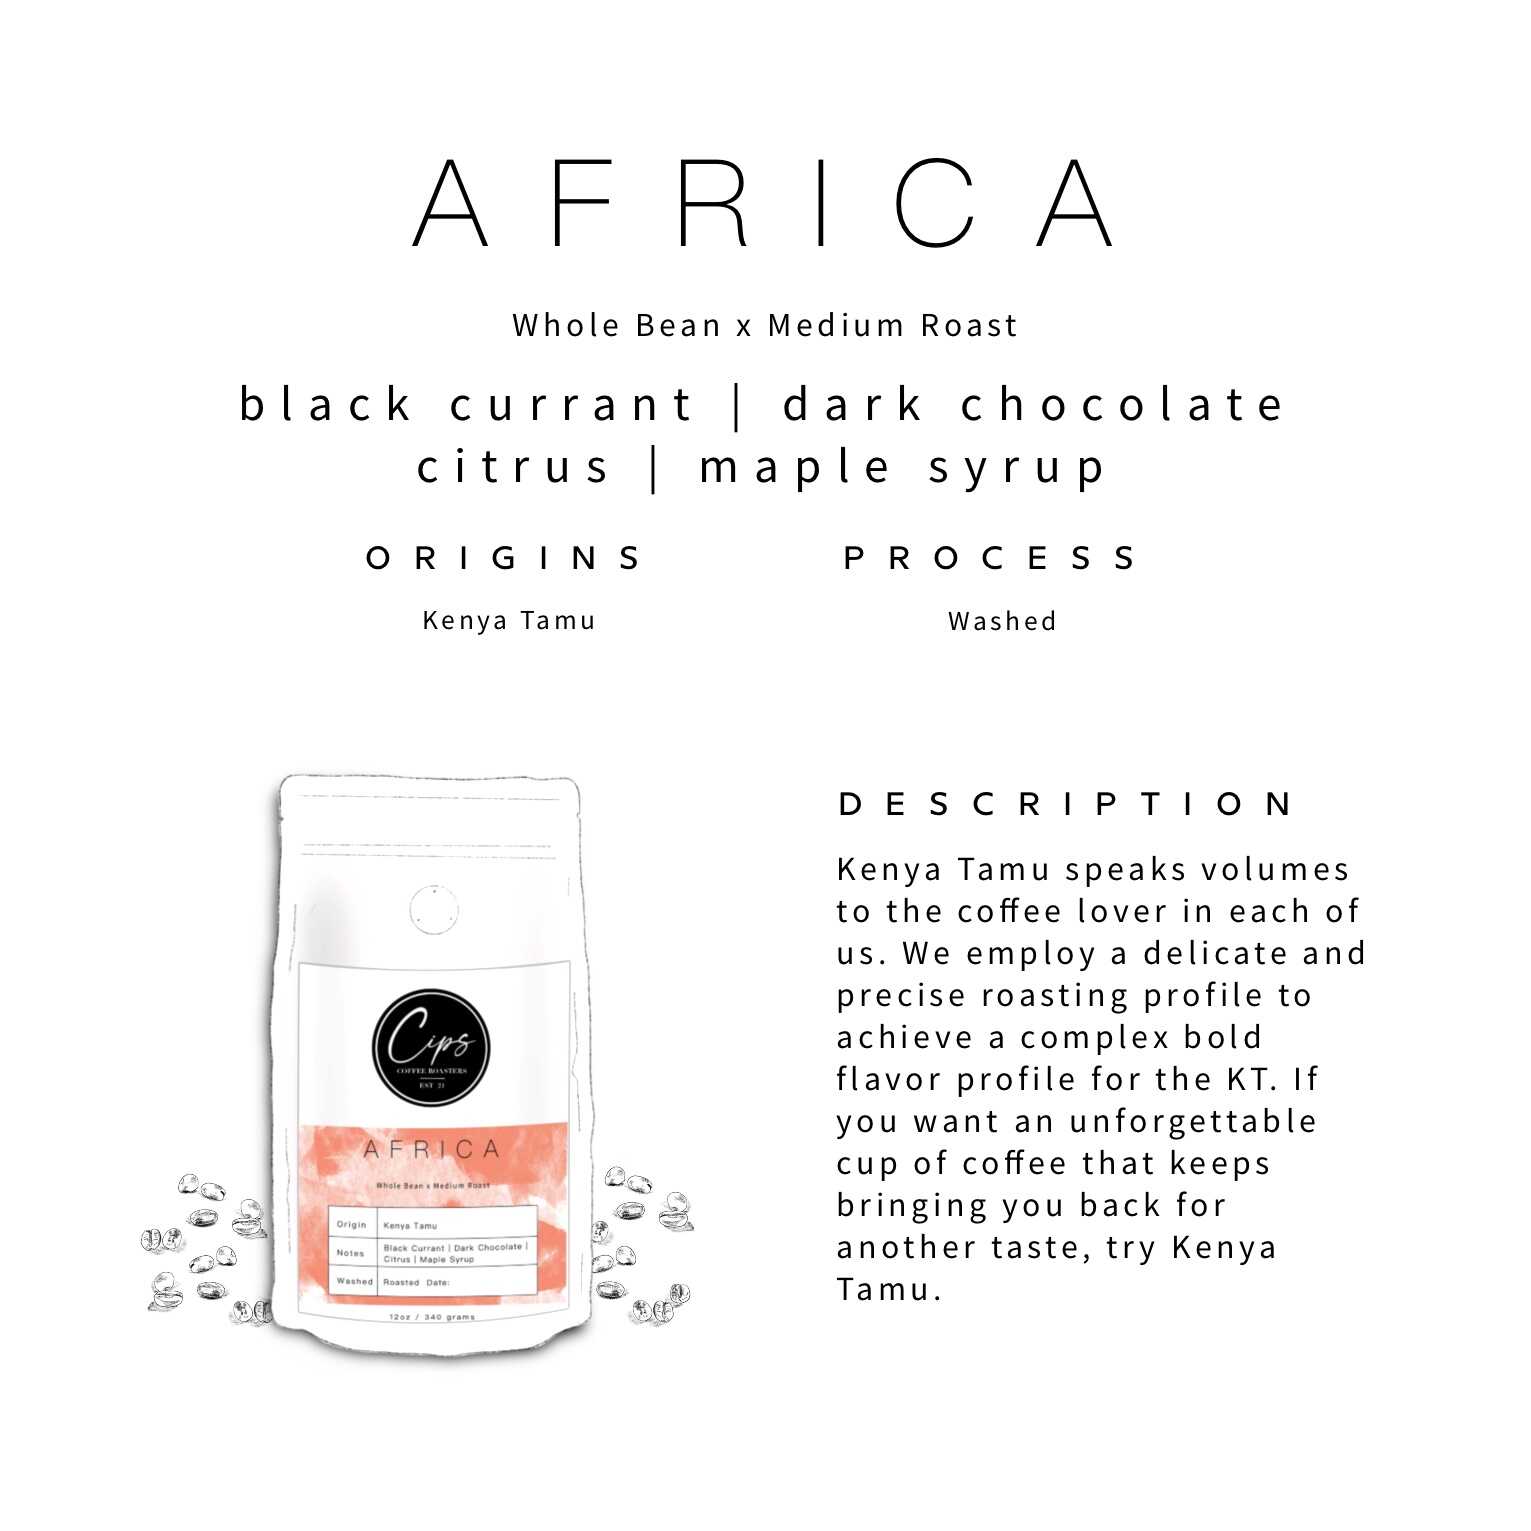 AFRICA
Whole Bean x Medium Roast
black currant | dark chocolate
citrus | maple syrup
ORIGINS
Kenya Tamu
PROCESS
Washed
DESCRIPTION
Kenya Tamu speaks volumes
to the coffee lover in each of
us. We employ a delicate and
precise roasting profile to
achieve a complex bold
flavor profile for the KT. If
you want an unforgettable
cup of coffee that keeps
bringing you back for
another taste, try Kenya
Tamu.
Cips
COFFEE ROASTERS
EST 21
AFRICA
Whole Bean x Medium Roast
Origin Kenya Tamu
Notes Black Currant | Dark Chocolate |
Citrus | Maple Syrup
Washed Roasted Date:
12oz / 340 grams